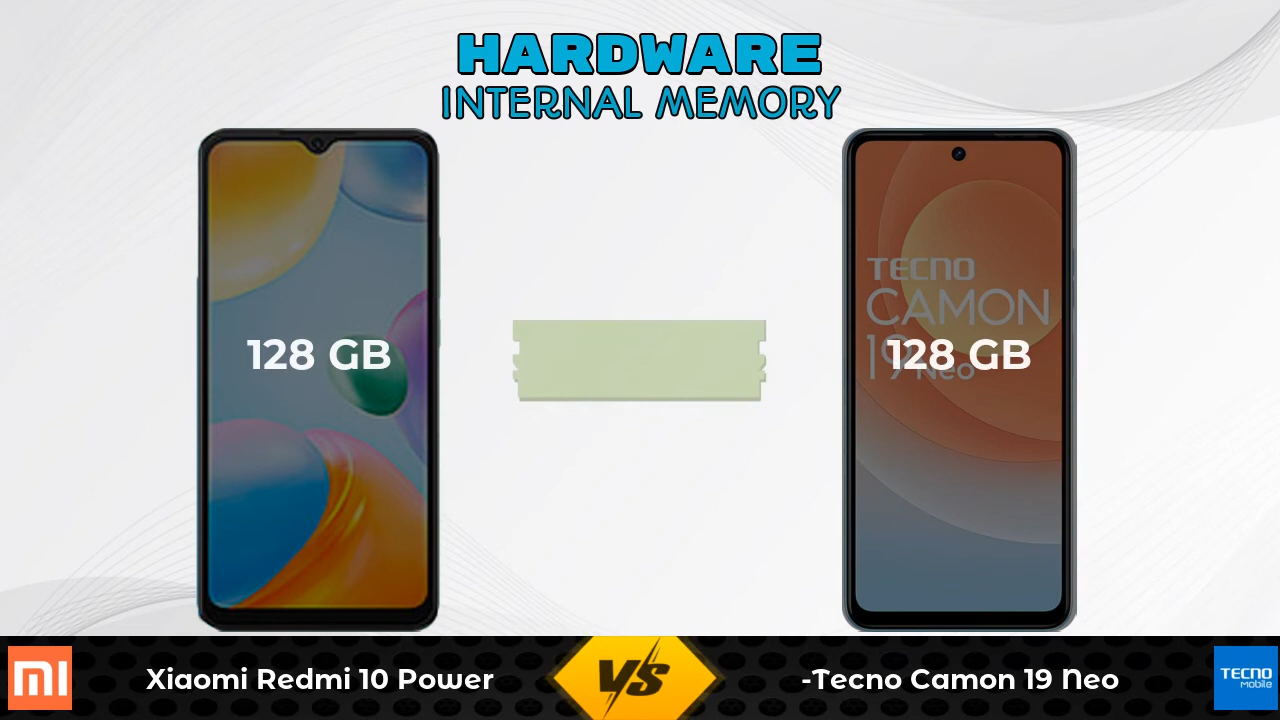 HARDWARE
INTERNAL MEMORY
TECNO
CAMON
19 Neo
128 GB
128 GB
Xiaomi Redmi 10 Power
VS
-Tecno Camon 19 Neo
TECNO
mobile